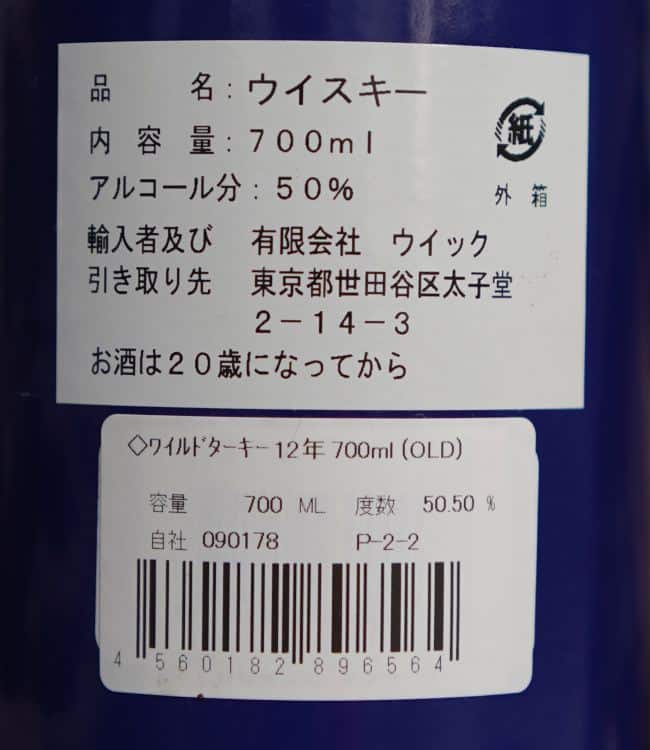 品　　名：ウイスキー
内　容　量：７００ｍｌ
アルコール分：５０％
紙
外箱
輸入者及び　有限会社　ウイック
引き取り先　東京都世田谷区太子堂
２－１４－３
お酒は２０歳になってから
◇ﾜｲﾙﾄﾞﾀｰｷｰ12年 700ml (OLD)
容量 700 ML 度数 50.50 %
自社 090178 P-2-2
4 560182 896564